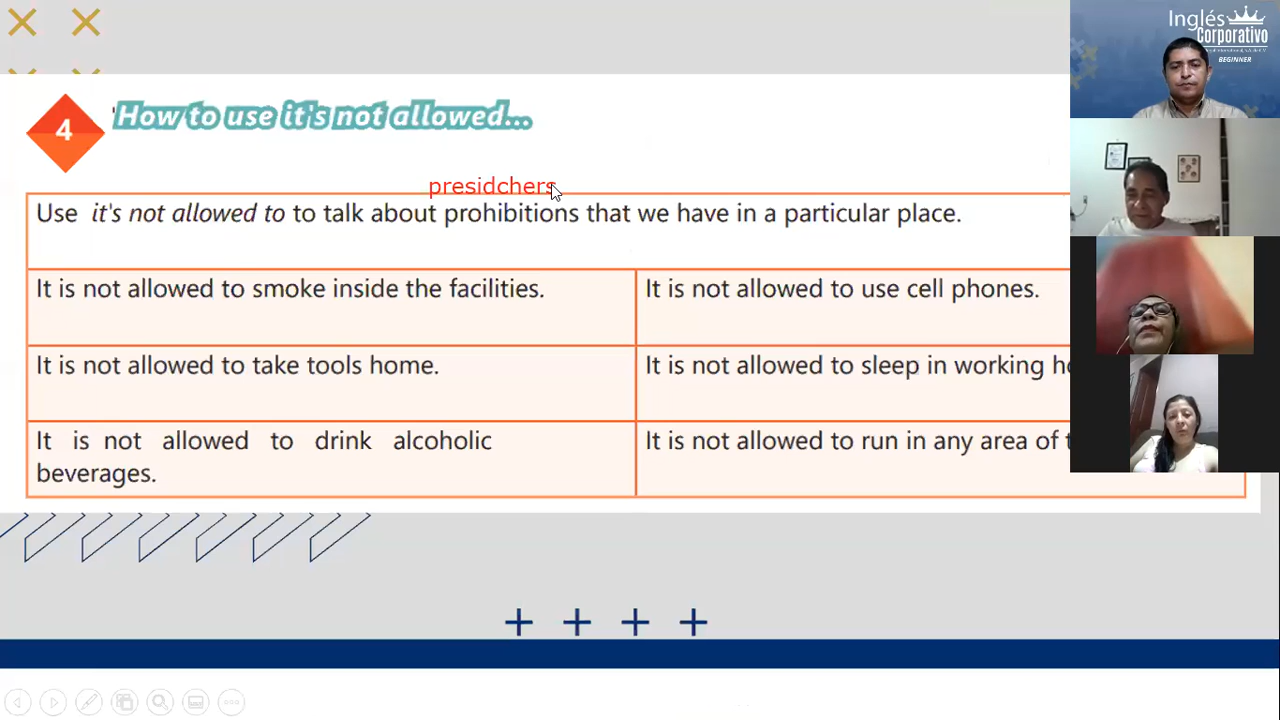 Inglés
Corporativo
BEGINNER
4
How to use it's not allowed...
presidchers
Use it's not allowed to to talk about prohibitions that we have in a particular place.
It is not allowed to smoke inside the facilities.
It is not allowed to use cell phones.
It is not allowed to take tools home.
It is not allowed to sleep in working
It is not allowed to drink alcoholic
beverages.
It is not allowed to run in any area of